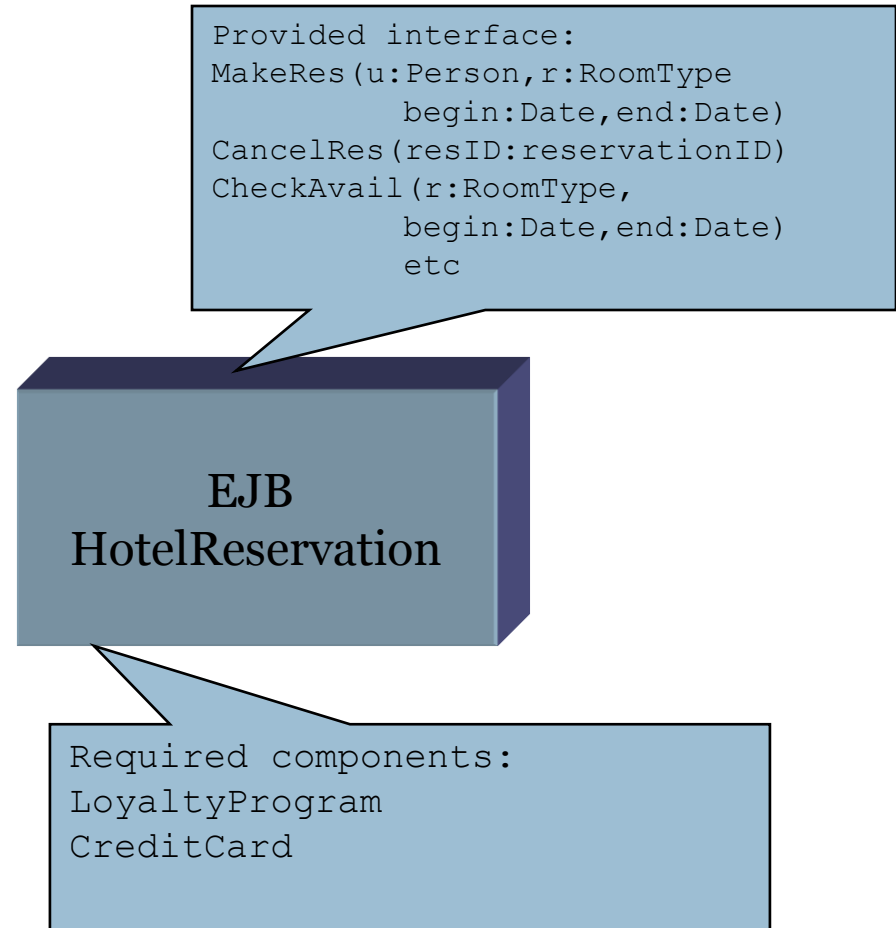 Provided interface:
MakeRes(u:Person,r:RoomType
begin:Date,end:Date)
CancelRes(resID:reservationID)
CheckAvail(r:RoomType,
begin:Date,end:Date)
etc
EJB
HotelReservation
Required components:
LoyaltyProgram
CreditCard